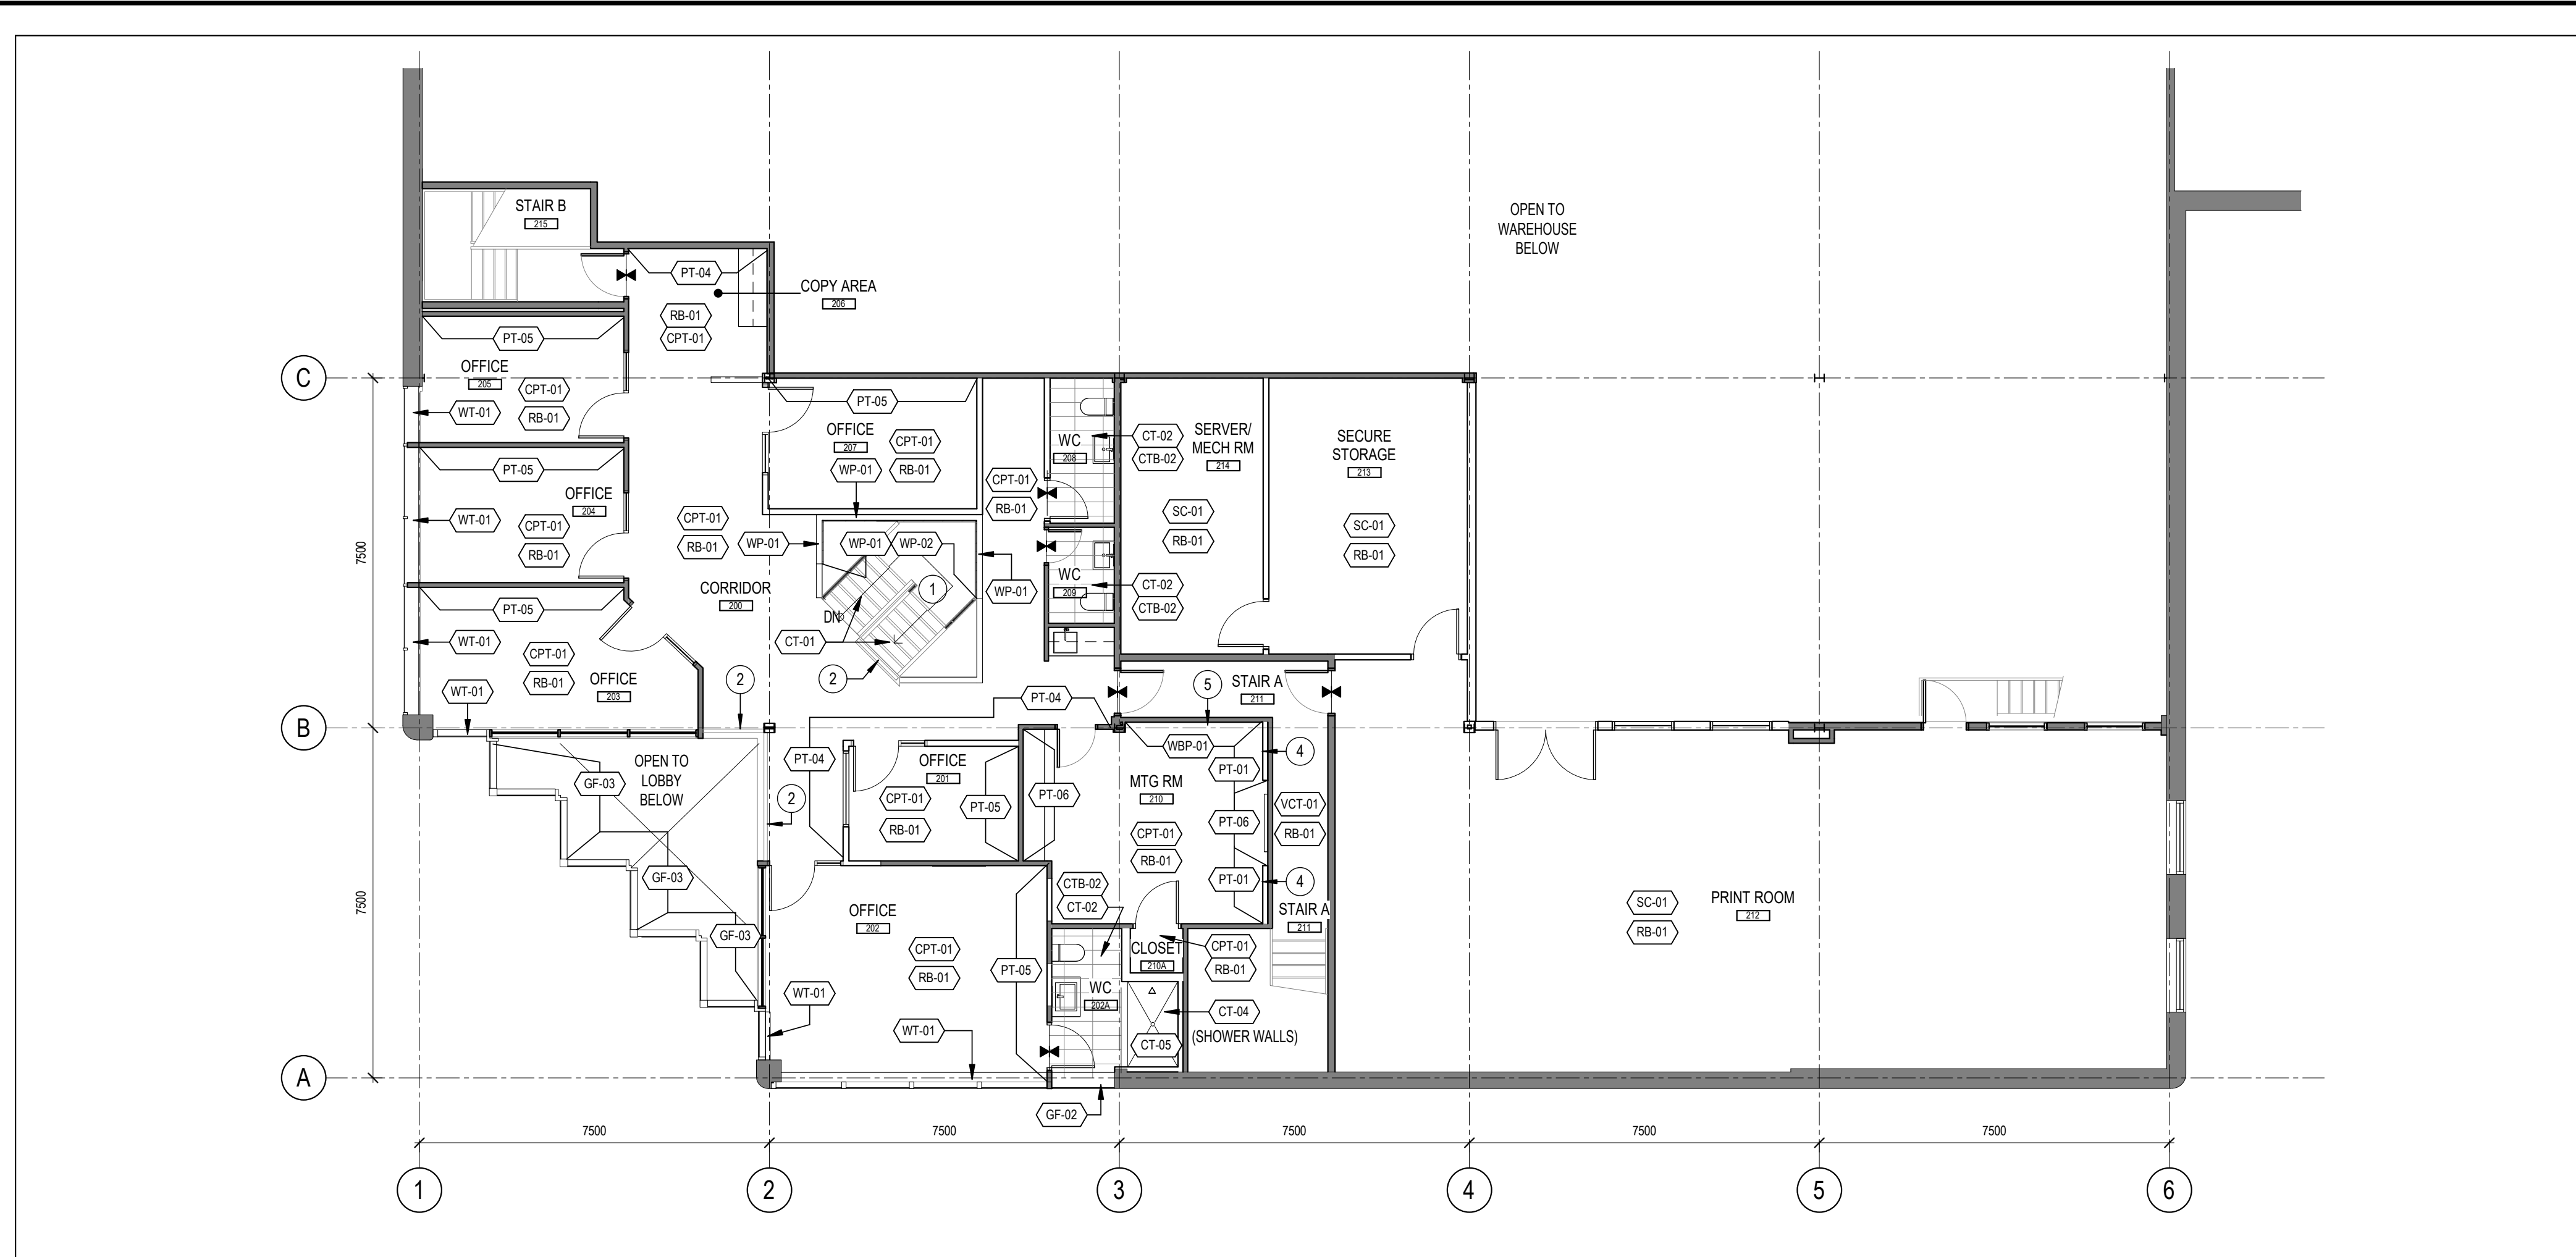 OPEN TO
WAREHOUSE
BELOW
STAIR B
215
PT-04
COPY AREA
206
RB-01
CPT-01
PT-05
OFFICE
205
CPT-01
RB-01
WT-01
C
PT-05
OFFICE
207
CPT-01
WP-01
RB-01
WC
208
CT-02
CTB-02
SERVER/
MECH RM
214
SECURE
STORAGE
213
PT-05
OFFICE
204
WT-01
CPT-01
RB-01
CPT-01
RB-01
CPT-01
RB-01
SC-01
RB-01
SC-01
RB-01
7500
WP-01
WP-01
WP-02
WP-01
1
WC
209
CT-02
CTB-02
CORRIDOR
200
DN
CT-01
2
PT-05
WT-01
CPT-01
RB-01
OFFICE
203
WT-01
2
PT-04
5
STAIR A
211
B
OPEN TO
LOBBY
BELOW
GF-03
GF-03
GF-03
PT-04
2
OFFICE
201
CPT-01
RB-01
PT-05
PT-06
WBP-01
4
PT-01
MTG RM
210
CPT-01
RB-01
PT-06
PT-01
4
VCT-01
RB-01
STAIR A
211
7500
OFFICE
202
CPT-01
RB-01
PT-05
WT-01
WT-01
CTB-02
CT-02
CLOSET
210A
CPT-01
RB-01
WC
202A
CT-04
(SHOWER WALLS)
CT-05
SC-01
RB-01
PRINT ROOM
212
A
GF-02
7500
7500
7500
7500
7500
1
2
3
4
5
6